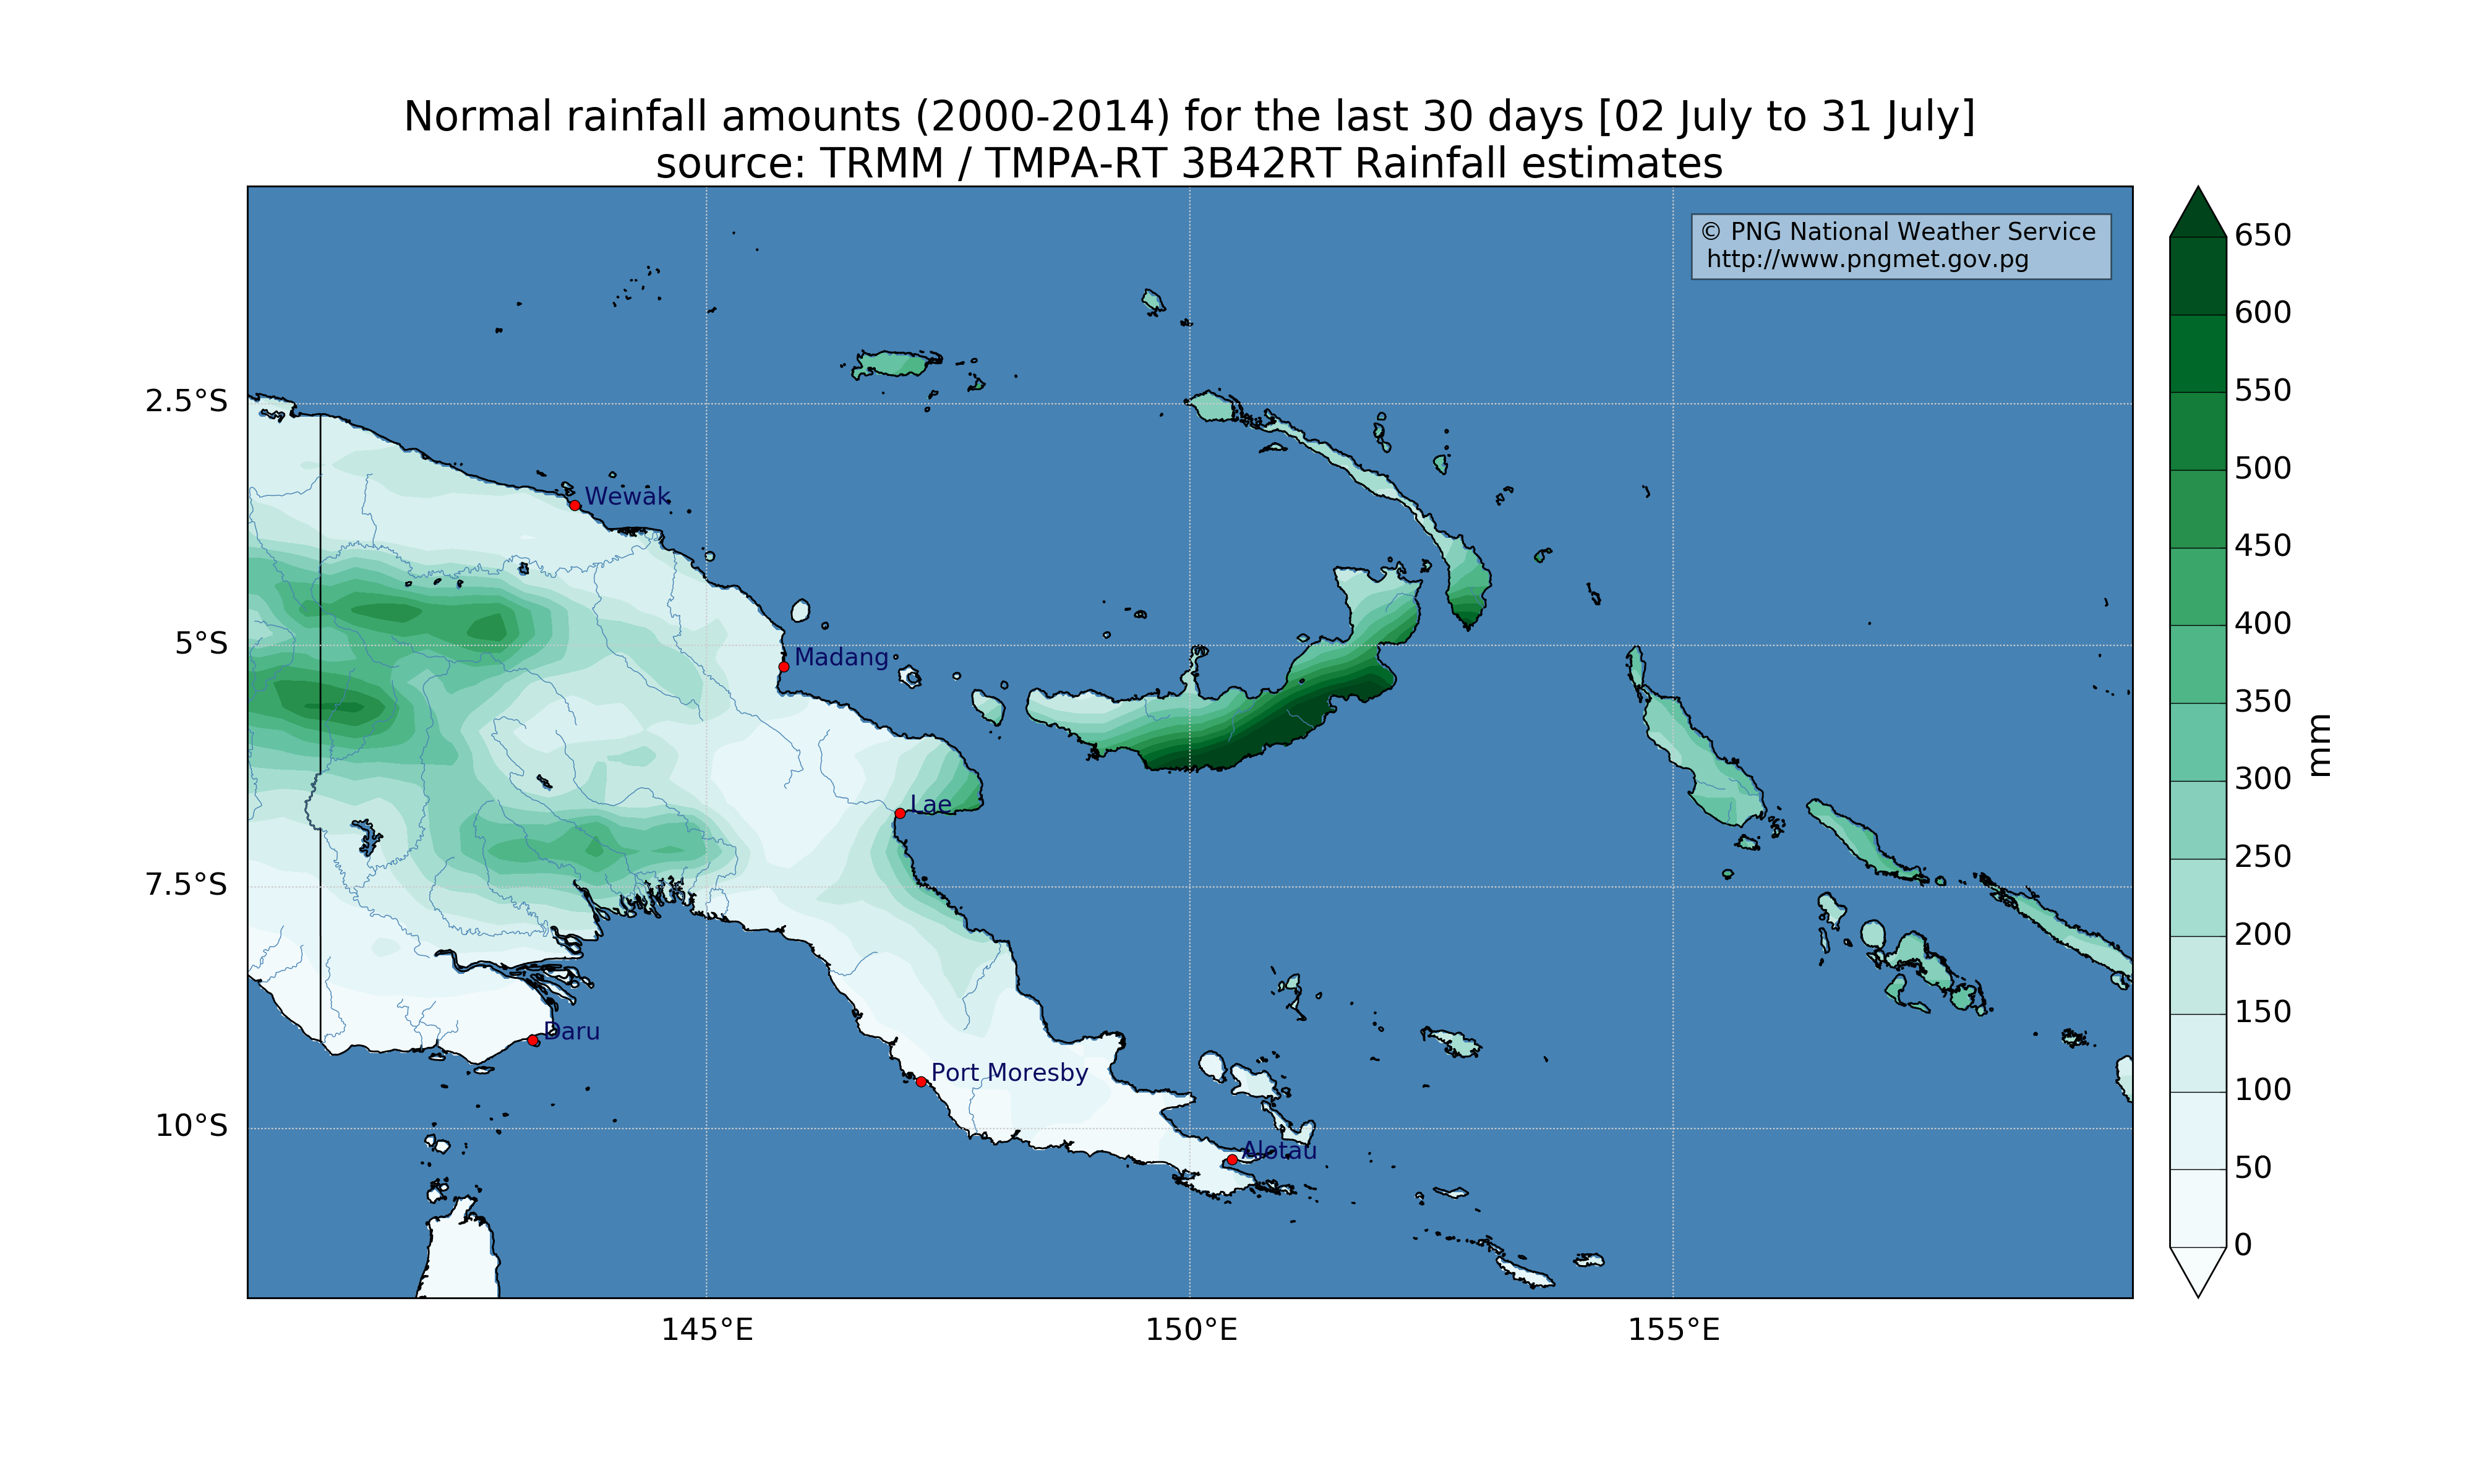 Normal rainfall amounts (2000-2014) for the last 30 days [02 July to 31 July]
source: TRMM / TMPA-RT 3B42RT Rainfall estimates
© PNG National Weather Service
http://www.pngmet.gov.pg
650
600
550
500
450
400
350
300
250
200
150
100
50
0
mm
2.5°S
5°S
7.5°S
10°S
Wewak
Madang
Lae
Daru
Port Moresby
Alotau
145°E
150°E
155°E